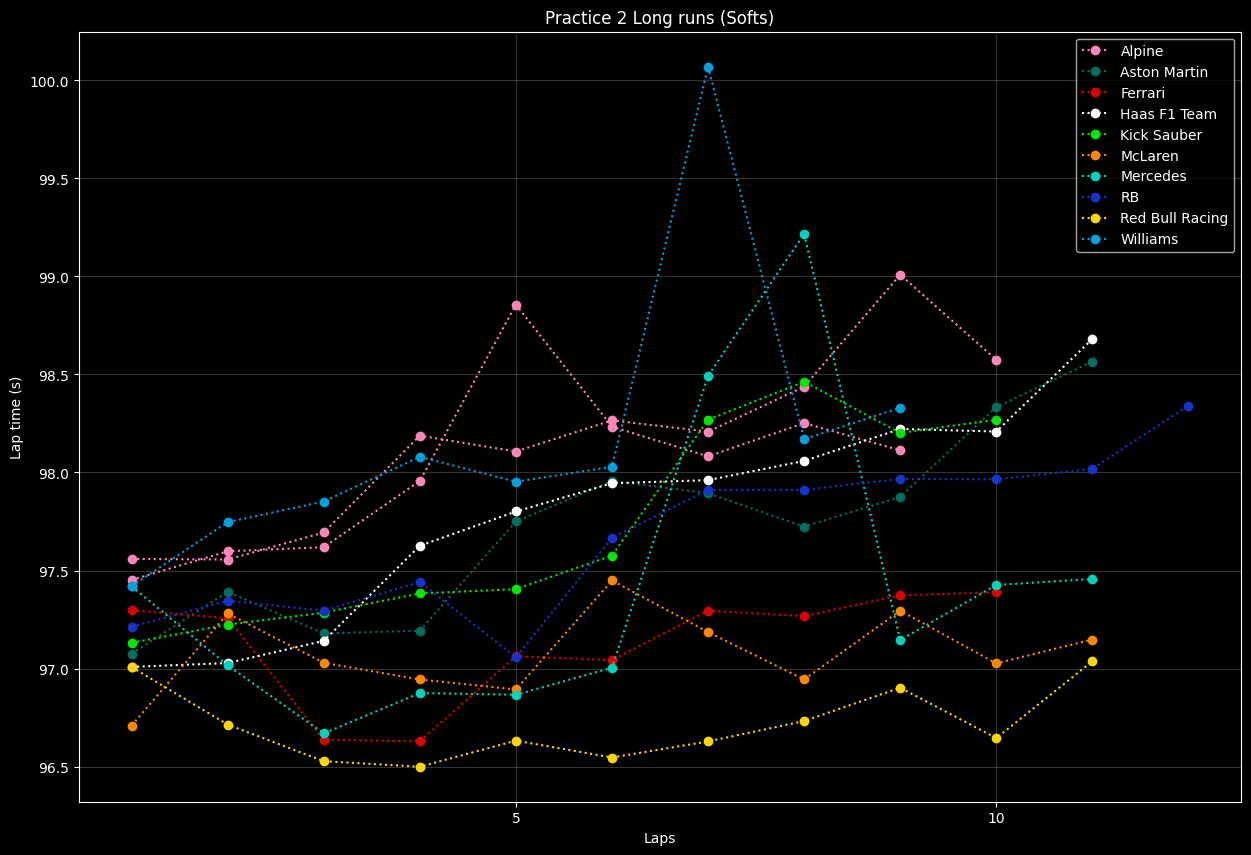 Practice 2 Long runs (Softs)
Alpine
Aston Martin
Ferrari
Haas F1 Team
Kick Sauber
McLaren
Mercedes
RB
Red Bull Racing
Williams
Lap time (s)
100.0
99.5
99.0
98.5
98.0
97.5
97.0
96.5
5
10
Laps